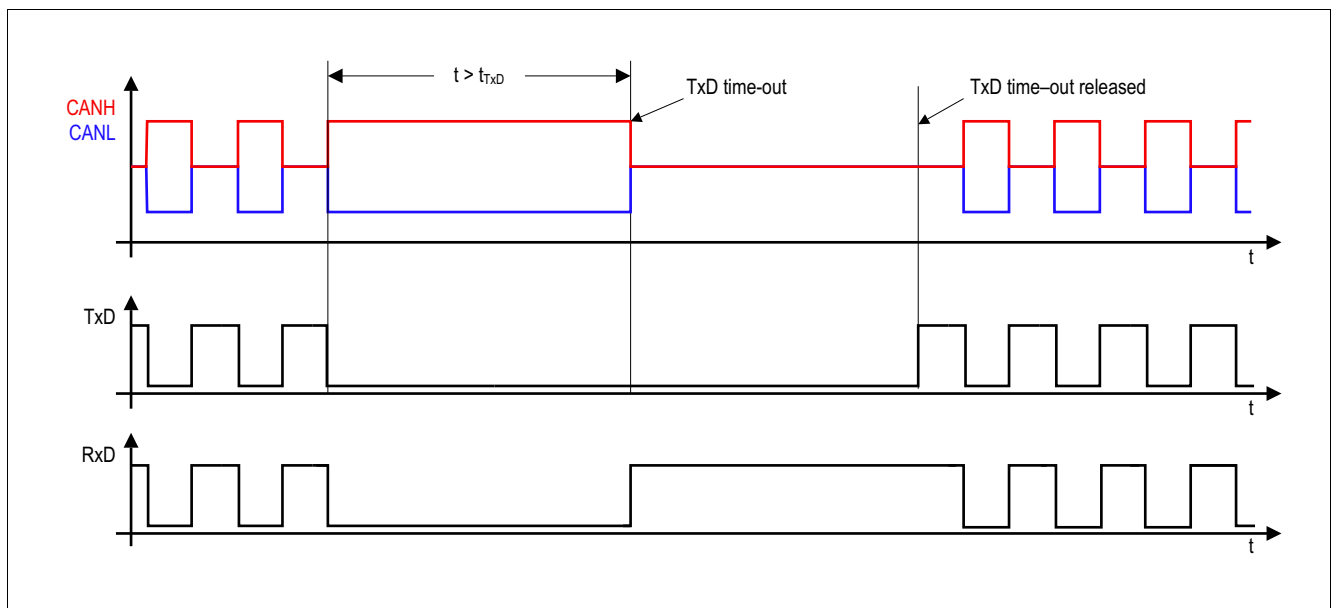 t > tTxD
TxD time-out
TxD time–out released
CANH
CANL
t
TxD
t
RxD
t